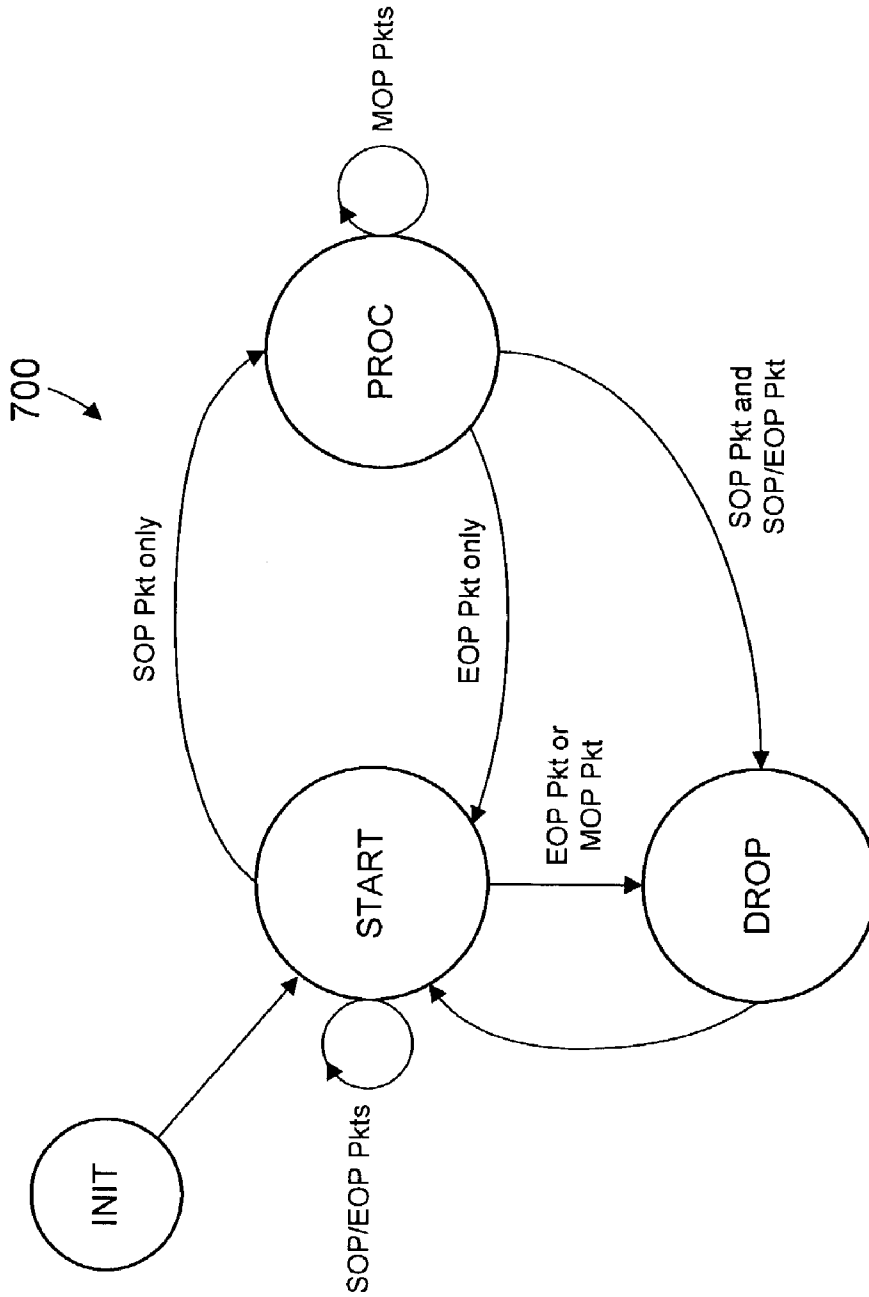 700
INIT
SOP/EOP Pkts
START
SOP Pkt only
EOP Pkt only
PROC
MOP Pkts
EOP Pkt or
MOP Pkt
DROP
SOP Pkt and
SOP/EOP Pkt